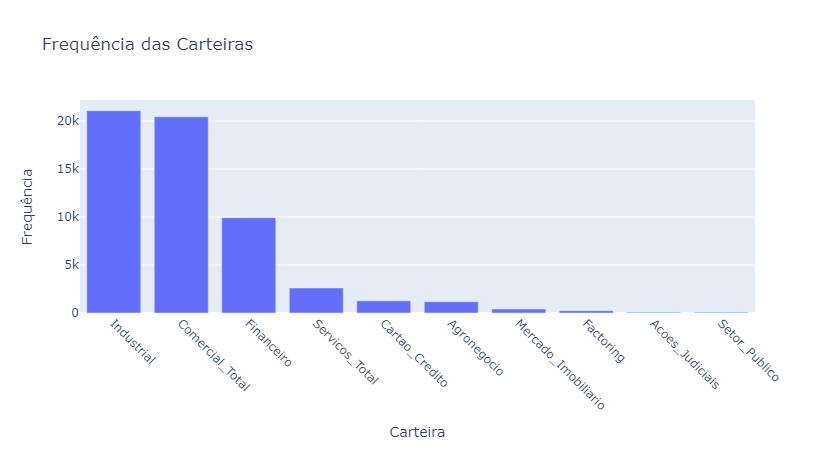 Frequência das Carteiras
Frequência
20k
15k
10k
5k
0
Industrial
Comercial_Total
Financeiro
Servicos_Total
Cartao_Credito
Agronegocio
Mercado_Imobiliario
Factoring
Acoes_Judiciais
Setor_Publico
Carteira